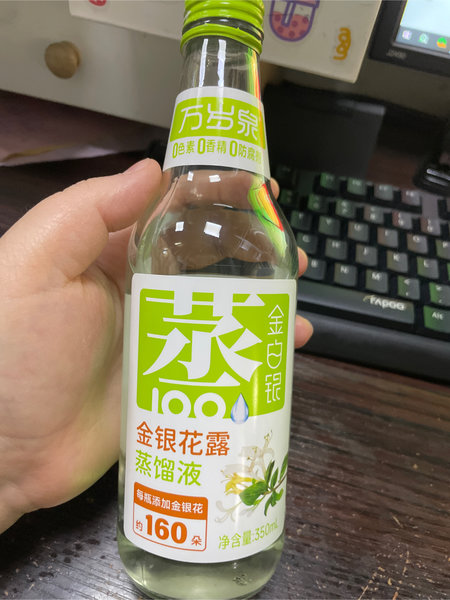 万岁泉
0色素 0香精 0防腐剂
蒸
100
金白银
金银花露
蒸馏液
每瓶添加金银花
约160朵
净含量:350mL
RAPOO